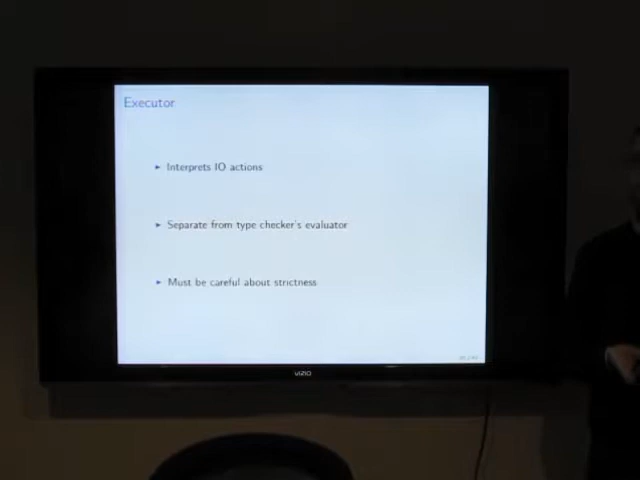 Executor
Interprets IO actions
Separate from type checker's evaluator
Must be careful about strictness
VIZIO